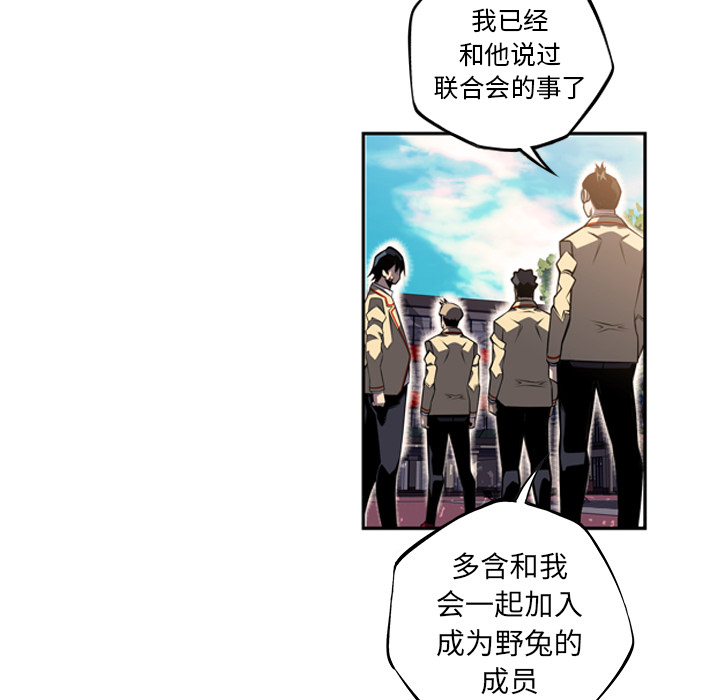 我已经
和他说过
联合会的事了
多含和我
会一起加入
成为野兔的
成员